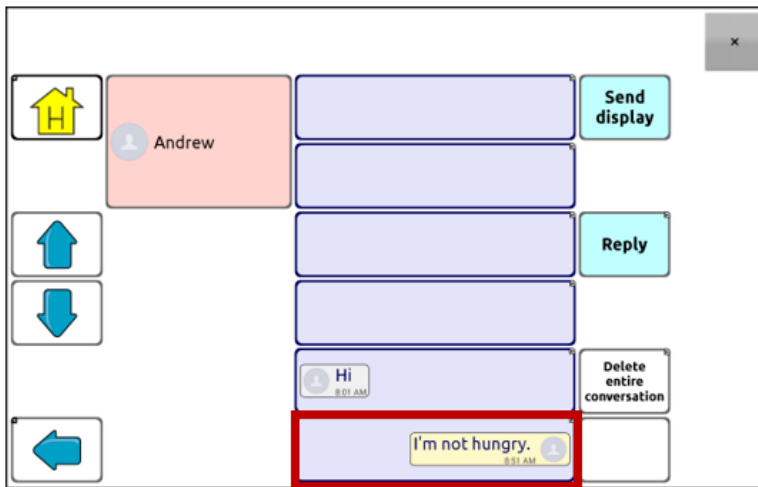 ×
H
Andrew
Send
display
Reply
Hi
8:01 AM
Delete
entire
conversation
I'm not hungry.
8:51 AM